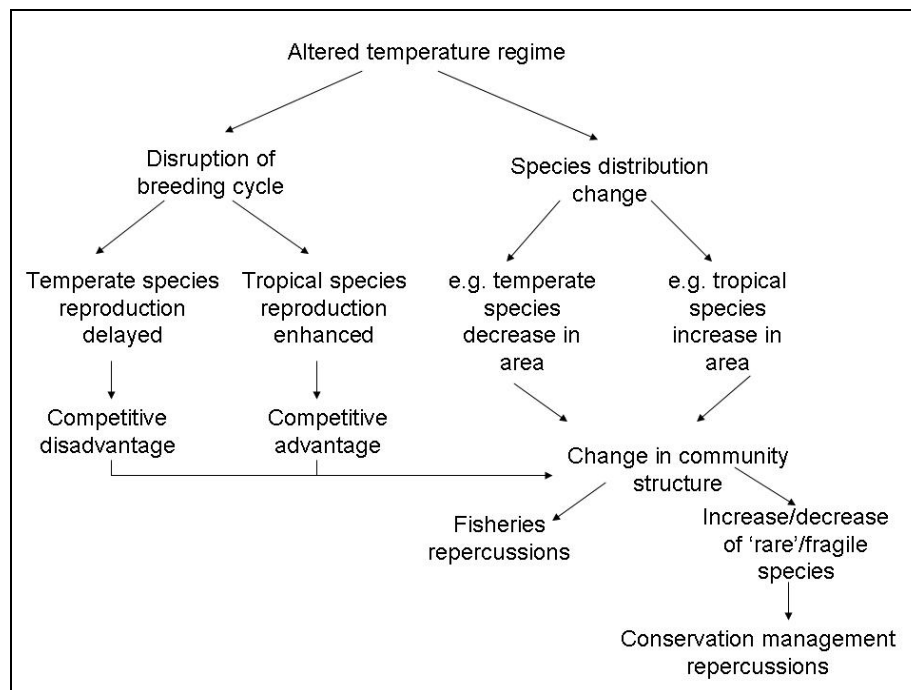 Altered temperature regime
Disruption of
breeding cycle
Species distribution
change
Temperate species
reproduction
delayed
Tropical species
reproduction
enhanced
e.g. temperate
species
decrease in
area
e.g. tropical
species
increase in
area
Competitive
disadvantage
Competitive
advantage
Change in community
structure
Fisheries
repercussions
Increase/decrease
of ‘rare’/fragile
species
Conservation management
repercussions